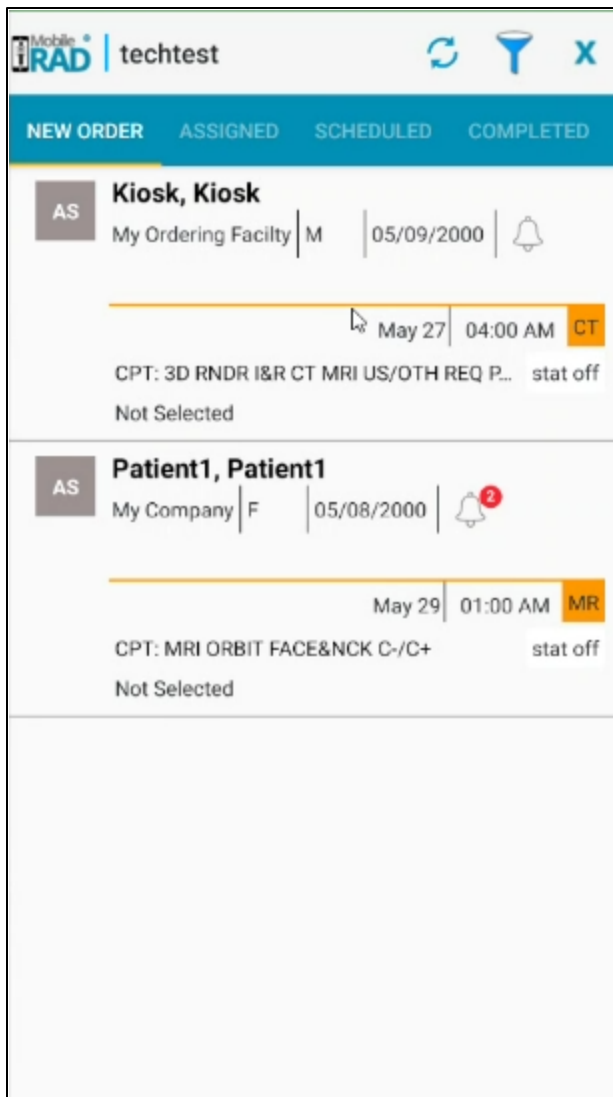 Mobile
RAD techtest X
NEW ORDER ASSIGNED SCHEDULED COMPLETED
AS Kiosk, Kiosk
My Ordering Facilty M 05/09/2000
May 27 04:00 AM CT
CPT: 3D RNDR I&R CT MRI US/OTH REQ P... stat off
Not Selected
AS Patient1, Patient1
My Company F 05/08/2000 2
May 29 01:00 AM MR
CPT: MRI ORBIT FACE&NCK C-/C+ stat off
Not Selected